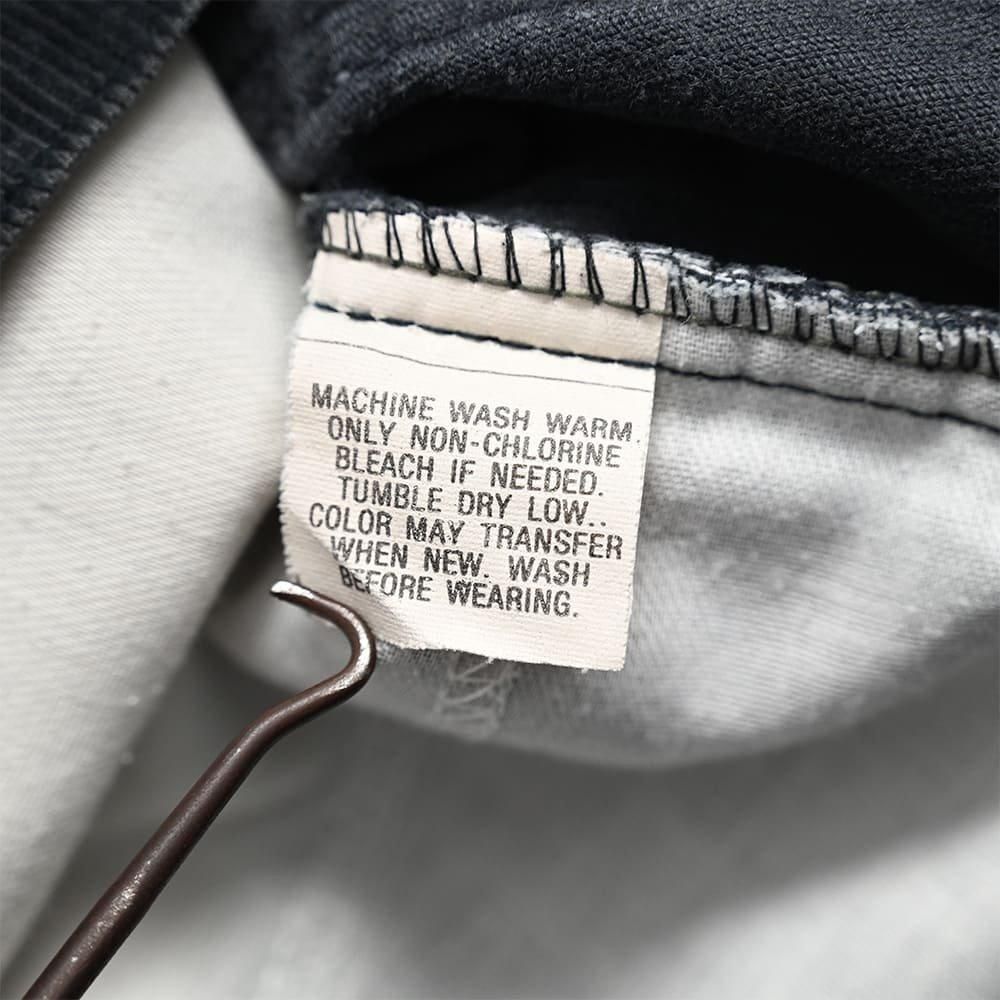 MACHINE WASH WARM.
ONLY NON-CHLORINE
BLEACH IF NEEDED.
TUMBLE DRY LOW..
COLOR MAY TRANSFER
WHEN NEW. WASH
BEFORE WEARING.